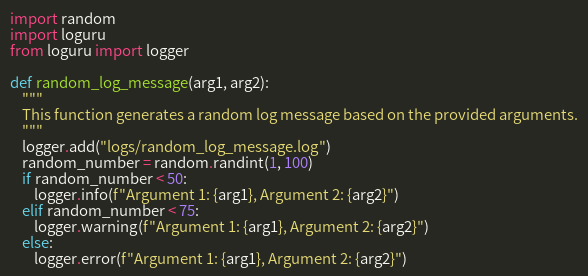 import random
import loguru
from loguru import logger

def random_log_message(arg1, arg2):
    """
    This function generates a random log message based on the provided arguments.
    """
    logger.add("logs/random_log_message.log")
    random_number = random.randint(1, 100)
    if random_number < 50:
        logger.info(f"Argument 1: {arg1}, Argument 2: {arg2}")
    elif random_number < 75:
        logger.warning(f"Argument 1: {arg1}, Argument 2: {arg2}")
    else:
        logger.error(f"Argument 1: {arg1}, Argument 2: {arg2}")